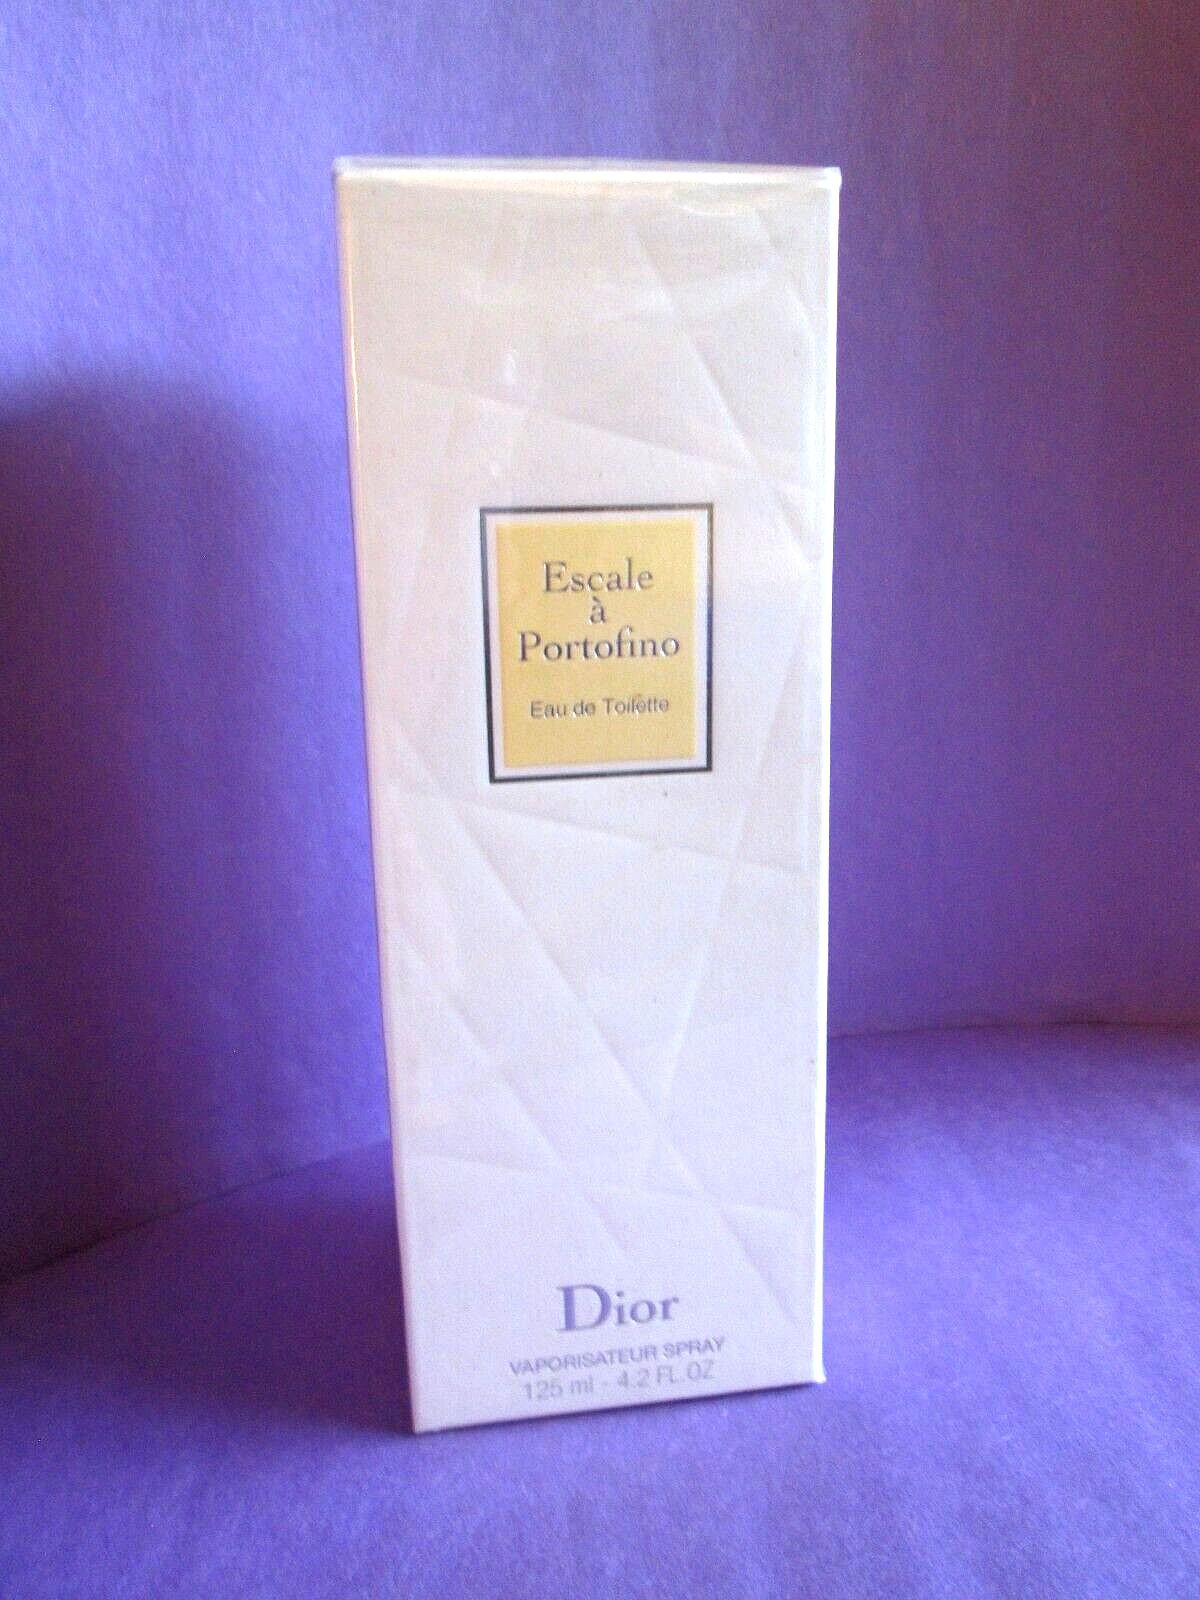 Escale
à
Portofino
Eau de Toilette
Dior
VAPORISATEUR SPRAY
125 ml - 4.2 FL.OZ